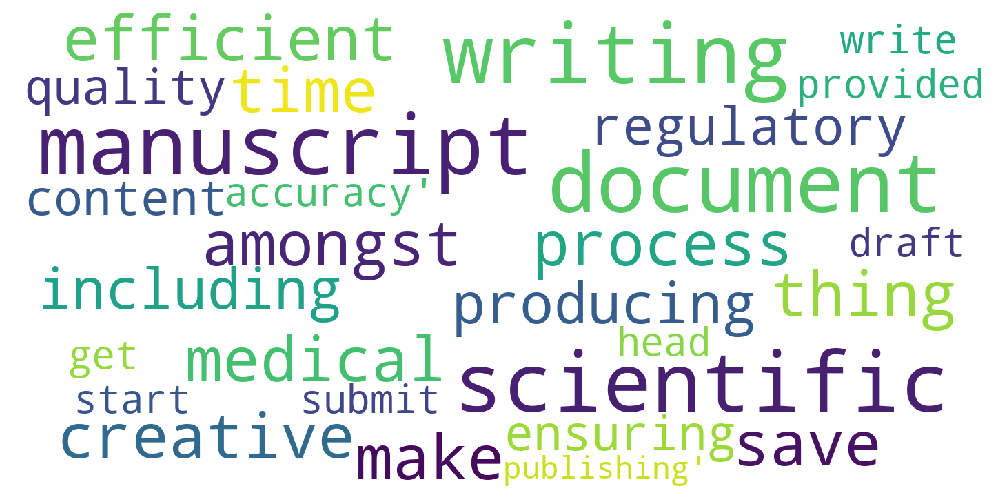 efficient writing write
quality time provided
manuscript regulatory
content accuracy' document
amongst process draft
including producing thing
get medical head
start submit scientific
creative make ensuring save
publishing'